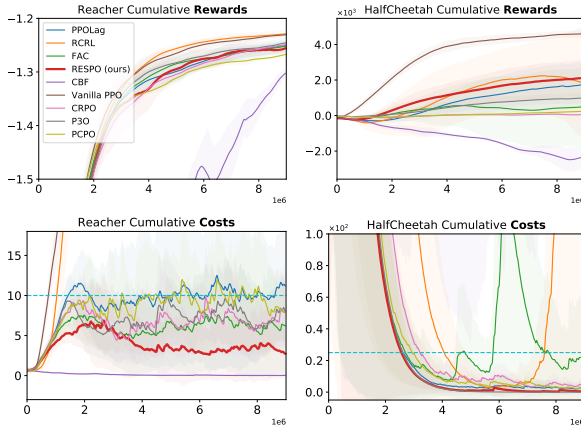 Reacher Cumulative Rewards
−1.2
−1.3
−1.4
−1.5
0
2
4
6
8
1e6
PPOLag
RCRL
FAC
RESPO (ours)
CBF
Vanilla PPO
CRPO
P3O
PCPO
HalfCheetah Cumulative Rewards
×10³
4.0
2.0
0.0
−2.0
0
2
4
6
8
1e6
Reacher Cumulative Costs
15
10
5
0
0
2
4
6
8
1e6
HalfCheetah Cumulative Costs
×10²
1.0
0.8
0.6
0.4
0.2
0.0
0
2
4
6
8
1e6